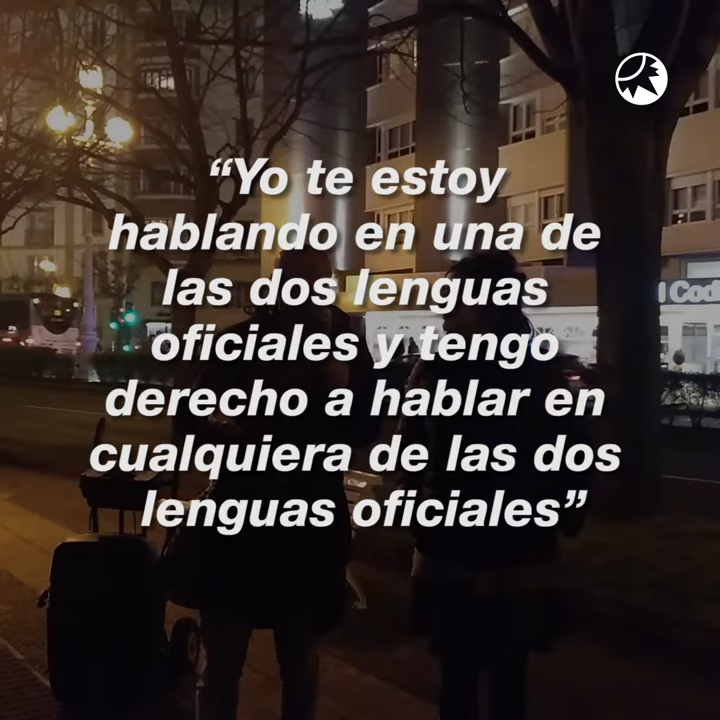 “Yo te estoy
hablando en una de
las dos lenguas
oficiales y tengo
derecho a hablar en
cualquiera de las dos
lenguas oficiales”